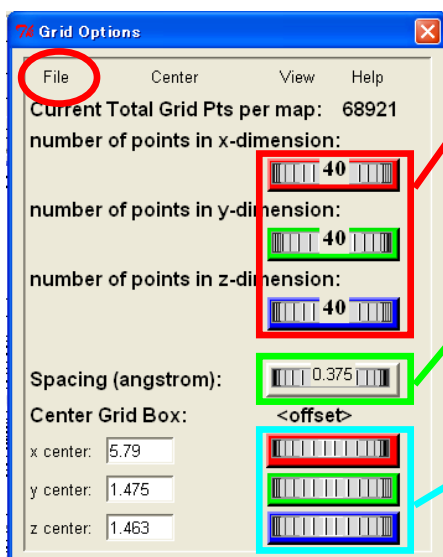 Grid Options
File Center View Help
Current Total Grid Pts per map: 68921
number of points in x-dimension:
40
number of points in y-dimension:
40
number of points in z-dimension:
40
Spacing (angstrom): 0.375
Center Grid Box: <offset>
x center: 5.79
y center: 1.475
z center: 1.463